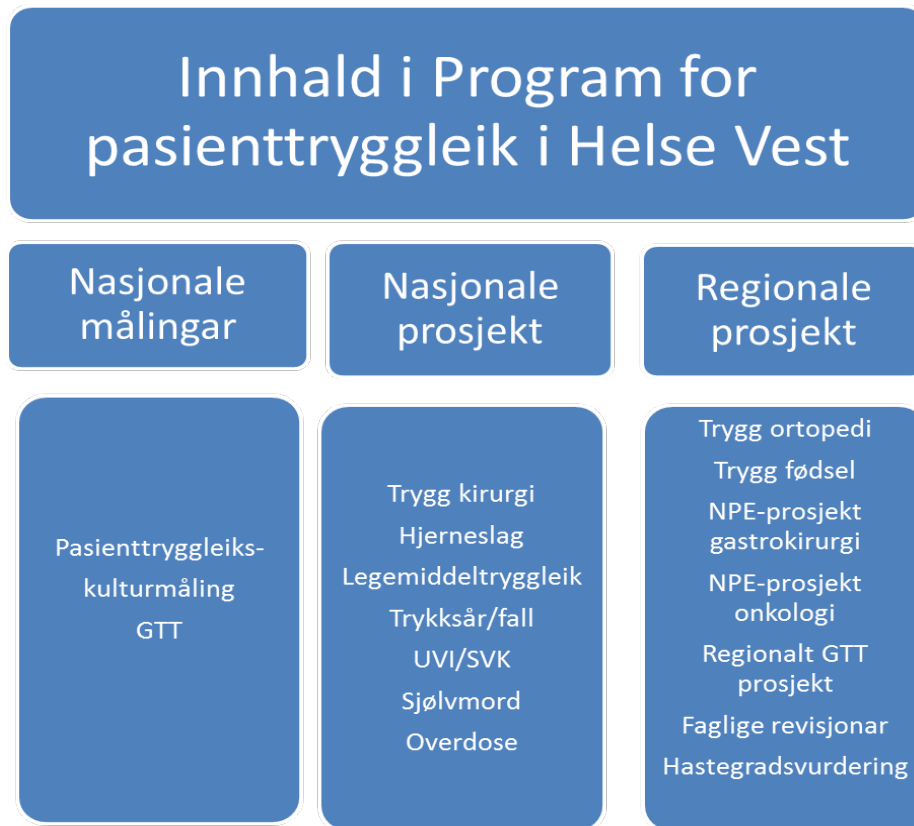 Innhald i Program for
pasienttryggleik i Helse Vest
Nasjonale
målingar
Nasjonale
prosjekt
Regionale
prosjekt
Pasienttryggleiks-
kulturmåling
GTT
Trygg kirurgi
Hjerneslag
Legemiddeltryggleik
Trykksår/fall
UVI/SVK
Sjølvmord
Overdose
Trygg ortopedi
Trygg fødsel
NPE-prosjekt
gastrokirurgi
NPE-prosjekt
onkologi
Regionalt GTT
prosjekt
Faglige revisjonar
Hastegradsvurdering